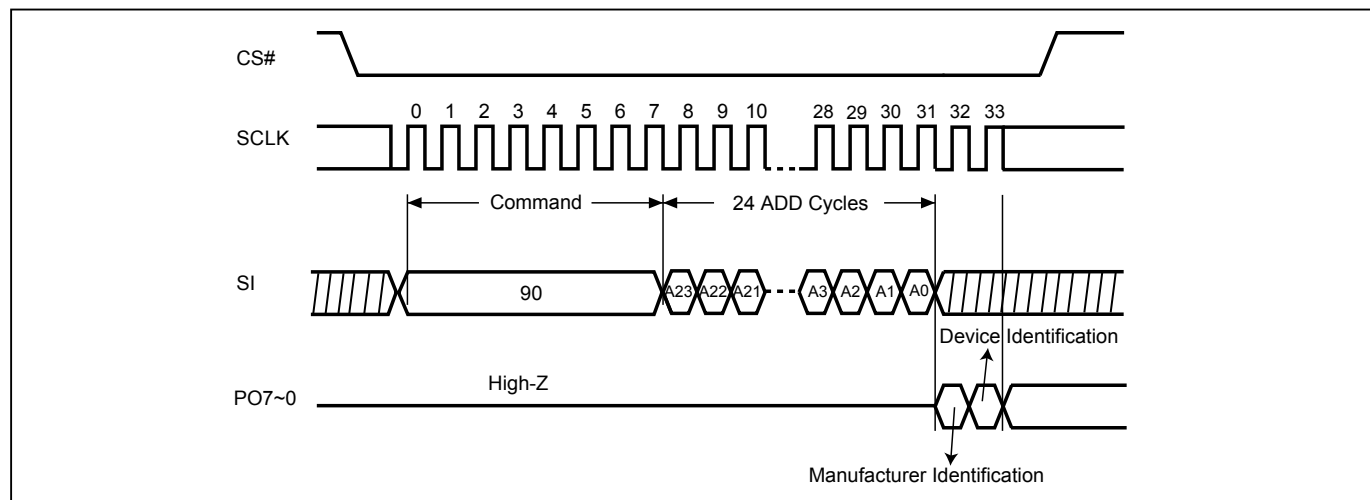 CS#
0 1 2 3 4 5 6 7 8 9 10 28 29 30 31 32 33
SCLK
Command 24 ADD Cycles
SI 90 A23 A22 A21 A3 A2 A1 A0
Device Identification
High-Z
PO7~0
Manufacturer Identification